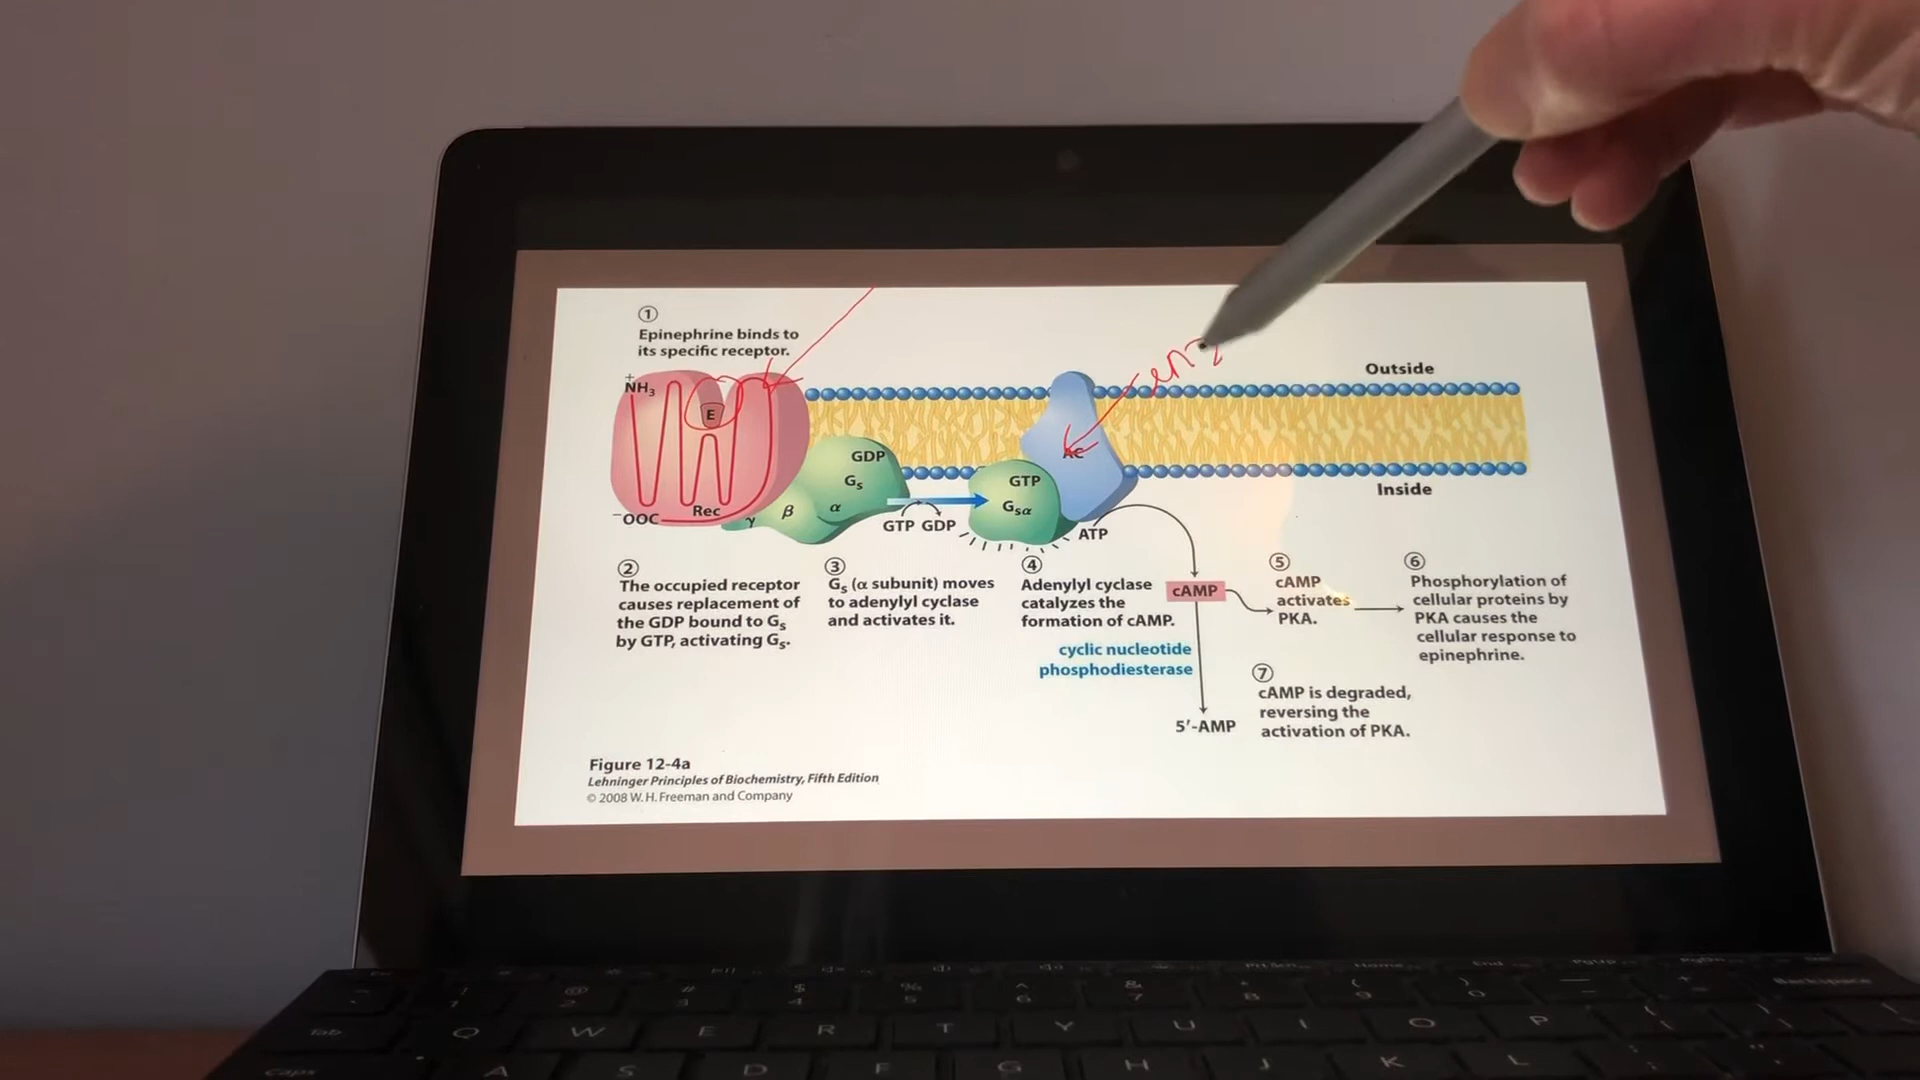 ①
Epinephrine binds to
its specific receptor.
+
NH3
E
Rec
−OOC
γ
β
α
GDP
Gs
GTP GDP
GTP
Gsα
AC
ATP
enz
Outside
Inside
②
The occupied receptor
causes replacement of
the GDP bound to Gs
by GTP, activating Gs.
③
Gs (α subunit) moves
to adenylyl cyclase
and activates it.
④
Adenylyl cyclase
catalyzes the
formation of cAMP.
cAMP
cyclic nucleotide
phosphodiesterase
5′-AMP
⑤
cAMP
activates
PKA.
⑥
Phosphorylation of
cellular proteins by
PKA causes the
cellular response to
epinephrine.
⑦
cAMP is degraded,
reversing the
activation of PKA.
Figure 12-4a
Lehninger Principles of Biochemistry, Fifth Edition
© 2008 W. H. Freeman and Company
Backspace
Tab
Q W E R T Y U I O P
Caps
A S D F G H J K L